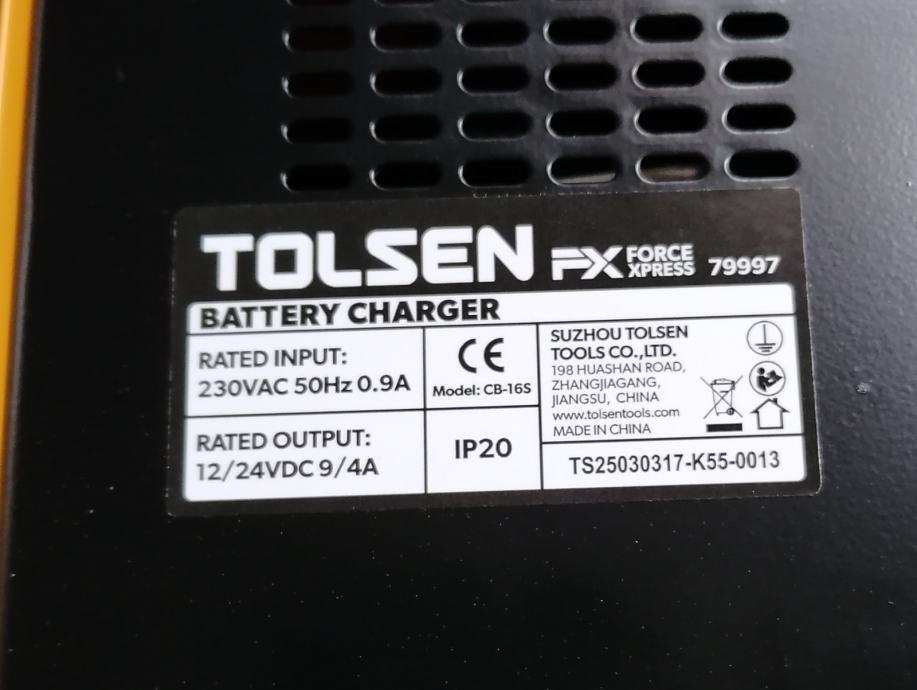 TOLSEN FX FORCE XPRESS 79997
BATTERY CHARGER
RATED INPUT:
230VAC 50Hz 0.9A
RATED OUTPUT:
12/24VDC 9/4A
CE
Model: CB-16S
IP20
SUZHOU TOLSEN
TOOLS CO.,LTD.
198 HUASHAN ROAD,
ZHANGJIAGANG,
JIANGSU, CHINA
www.tolsentools.com
MADE IN CHINA
TS25030317-K55-0013